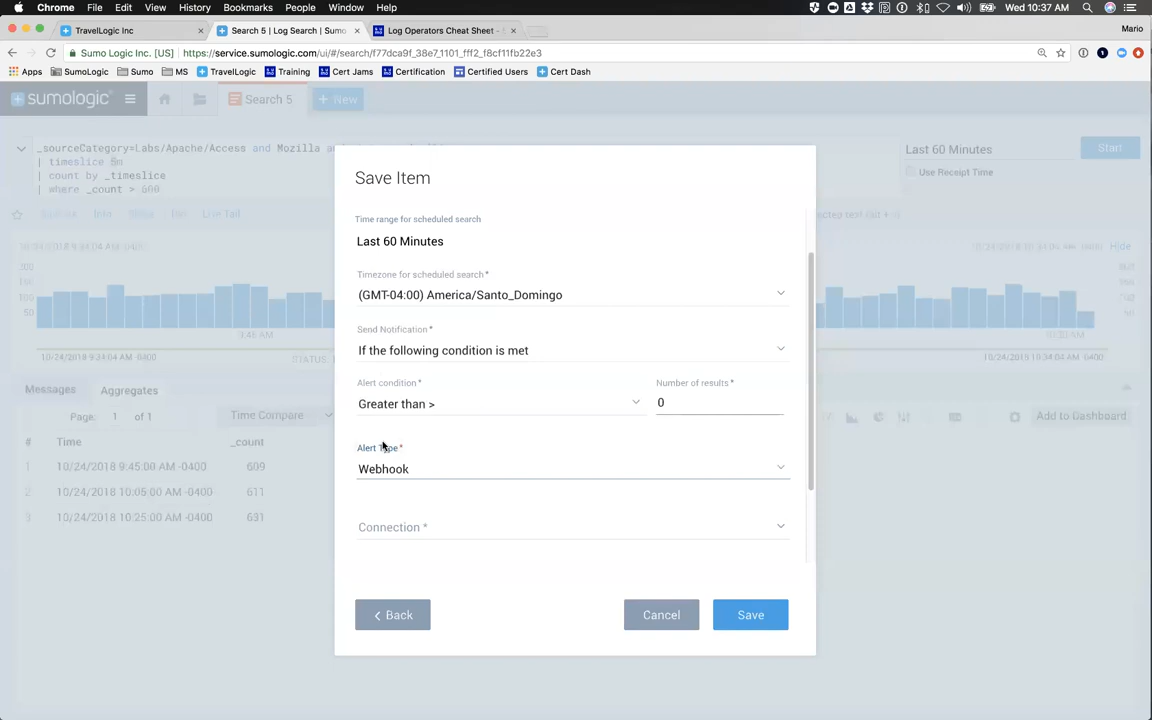 Chrome File Edit View History Bookmarks People Window Help Wed 10:37 AM
TravelLogic Inc × Search 5 | Log Search | Sumo × Log Operators Cheat Sheet - × Mario
Sumo Logic Inc. [US] https://service.sumologic.com/ui/#/search/f77dca9f_38e7_1101_fff2_f8cf11fb22e3
Apps SumoLogic Sumo MS TravelLogic Training Cert Jams Certification Certified Users Cert Dash
sumologic Search 5 + New
_sourceCategory=Labs/Apache/Access and Mozilla
| timeslice 5m
| count by _timeslice
| where _count > 600
Last 60 Minutes Start
Use Receipt Time
Info Live Tail
Hide
3:45 AM
10/24/2018 9:34:04 AM -0400 STATUS 10/24/2018 10:34:04 AM -0400
Messages Aggregates
Page: 1 of 1 Time Compare Add to Dashboard
# Time _count
1 10/24/2018 9:45:00 AM -0400 609
2 10/24/2018 10:05:00 AM -0400 611
3 10/24/2018 10:25:00 AM -0400 631
Save Item
Time range for scheduled search
Last 60 Minutes
Timezone for scheduled search *
(GMT-04:00) America/Santo_Domingo
Send Notification *
If the following condition is met
Alert condition * Number of results *
Greater than > 0
Alert Type *
Webhook
Connection *
Back Cancel Save